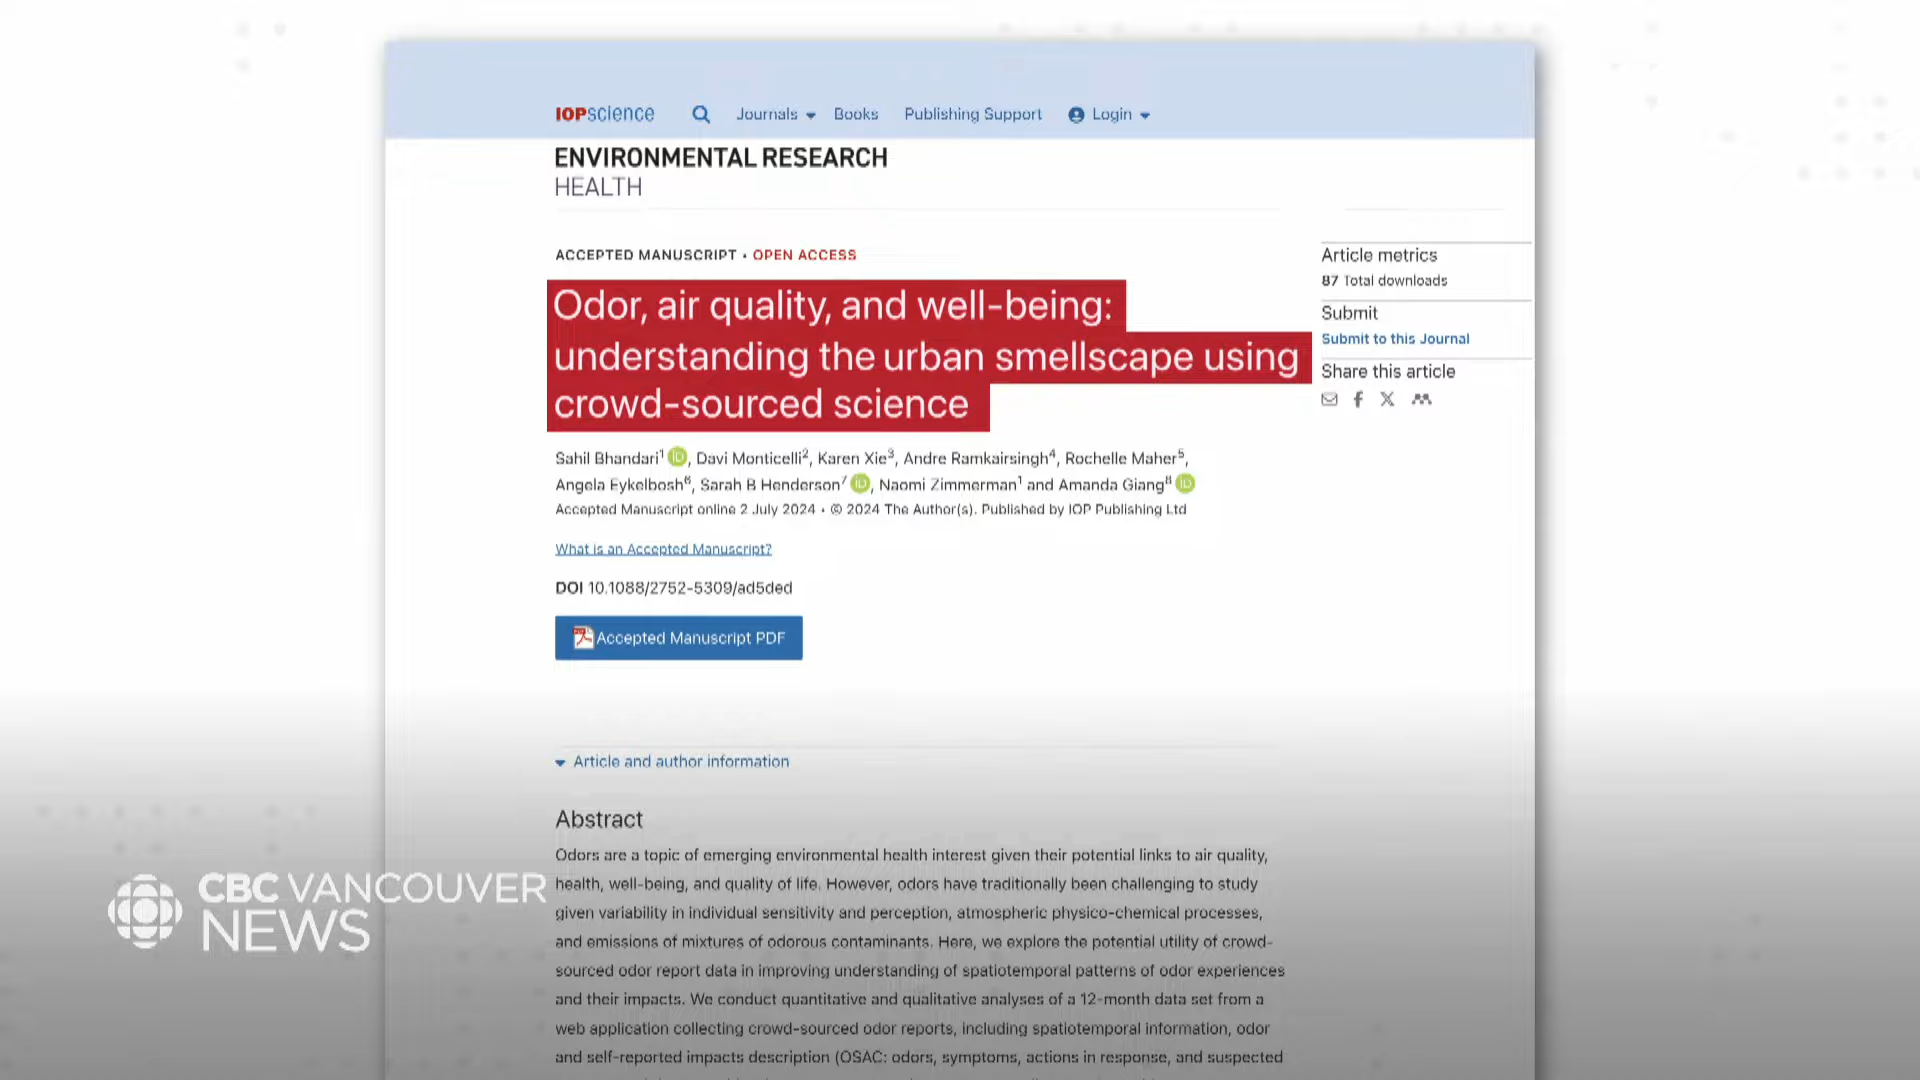 IOPscience Journals Books Publishing Support Login
ENVIRONMENTAL RESEARCH
HEALTH
ACCEPTED MANUSCRIPT • OPEN ACCESS
Odor, air quality, and well-being:
understanding the urban smellscape using
crowd-sourced science
Sahil Bhandari1 iD, Davi Monticelli2, Karen Xie3, Andre Ramkairsingh4, Rochelle Maher5,
Angela Eykelbosh6, Sarah B Henderson7 iD, Naomi Zimmerman1 and Amanda Giang8 iD
Accepted Manuscript online 2 July 2024 • © 2024 The Author(s). Published by IOP Publishing Ltd
What is an Accepted Manuscript?
DOI 10.1088/2752-5309/ad5ded
Accepted Manuscript PDF
Article metrics
87 Total downloads
Submit
Submit to this Journal
Share this article
Article and author information
Abstract
Odors are a topic of emerging environmental health interest given their potential links to air quality,
health, well-being, and quality of life. However, odors have traditionally been challenging to study
given variability in individual sensitivity and perception, atmospheric physico-chemical processes,
and emissions of mixtures of odorous contaminants. Here, we explore the potential utility of crowd-
sourced odor report data in improving understanding of spatiotemporal patterns of odor experiences
and their impacts. We conduct quantitative and qualitative analyses of a 12-month data set from a
web application collecting crowd-sourced odor reports, including spatiotemporal information, odor
and self-reported impacts description (OSAC: odors, symptoms, actions in response, and suspected
CBC VANCOUVER
NEWS